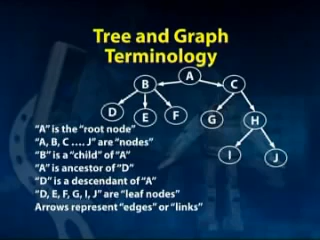 Tree and Graph
Terminology
A
B
C
D
E
F
G
H
I
J
"A" is the "root node"
"A, B, C .... J" are "nodes"
"B" is a "child" of "A"
"A" is ancestor of "D"
"D" is a descendant of "A"
"D, E, F, G, I, J" are "leaf nodes"
Arrows represent "edges" or "links"